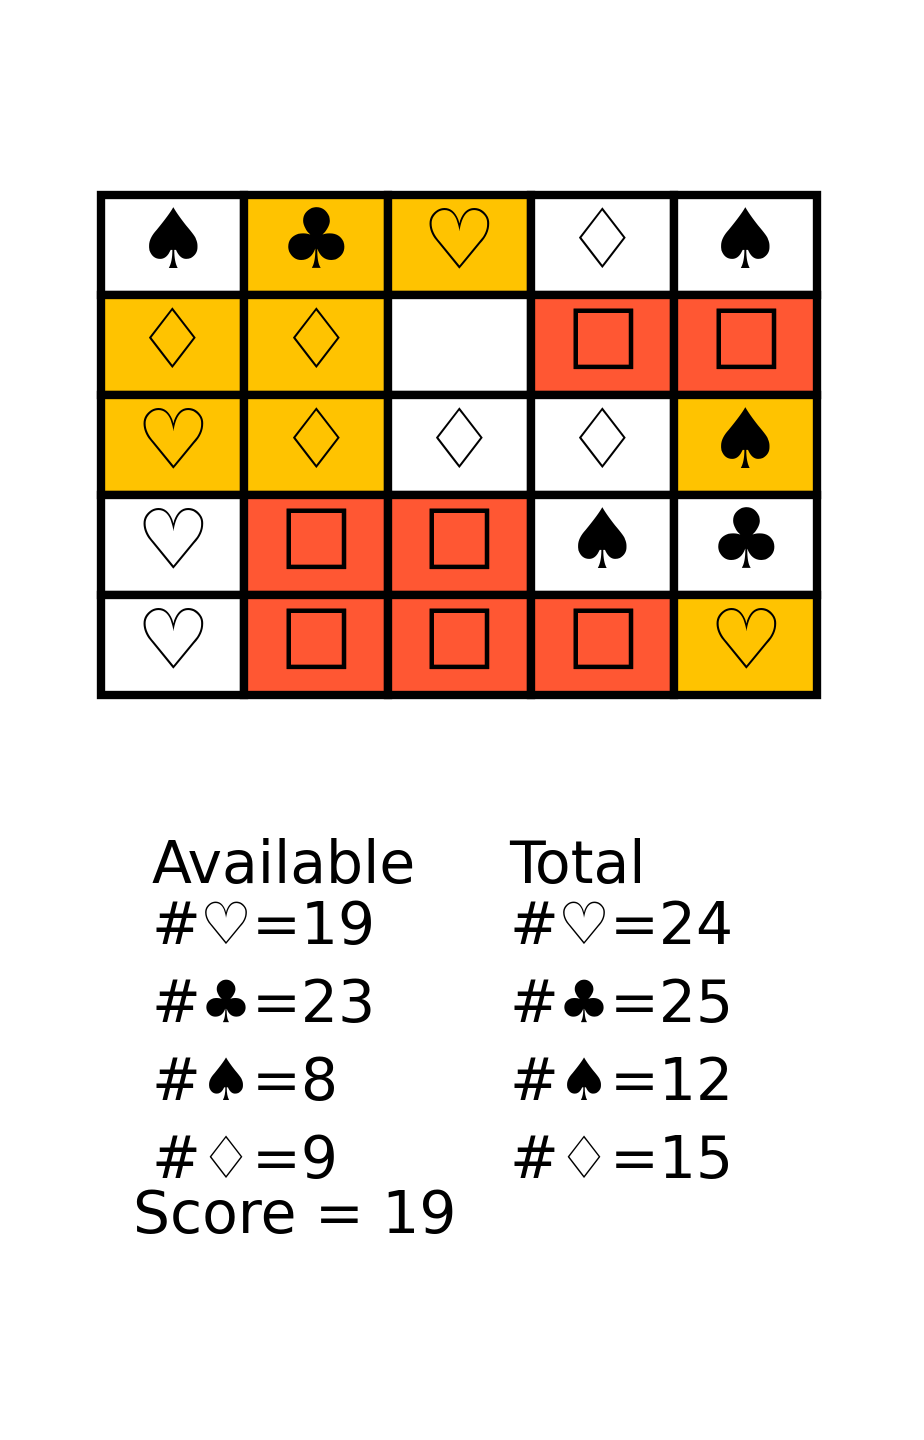 ♠ ♣ ♡ ♢ ♠
♢ ♢ □ □
♡ ♢ ♢ ♢ ♠
♡ □ □ ♠ ♣
♡ □ □ □ ♡
Available Total
#♡=19 #♡=24
#♣=23 #♣=25
#♠=8 #♠=12
#♢=9 #♢=15
Score = 19